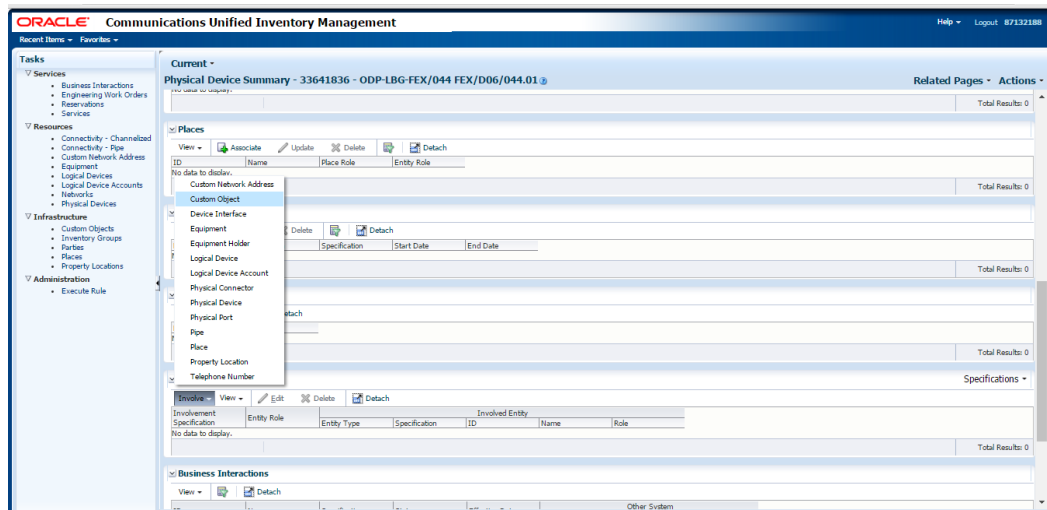 ORACLE Communications Unified Inventory Management
Help Logout 87132188
Recent Items Favorites
Tasks
Services
Business Interactions
Engineering Work Orders
Reservations
Services
Resources
Connectivity - Channelized
Connectivity - Pipe
Custom Network Address
Equipment
Logical Devices
Logical Device Accounts
Networks
Physical Devices
Infrastructure
Custom Objects
Inventory Groups
Parties
Places
Property Locations
Administration
Execute Rule
Current
Physical Device Summary - 33641836 - ODP-LBG-FEX/044 FEX/D06/044.01
Related Pages Actions
No data to display.
Total Results: 0
Places
View Associate Update Delete Detach
ID Name Place Role Entity Role
No data to display.
Total Results: 0
Custom Network Address
Custom Object
Device Interface
Equipment
Equipment Holder
Logical Device
Logical Device Account
Physical Connector
Physical Device
Physical Port
Pipe
Place
Property Location
Telephone Number
Delete Detach
Specification Start Date End Date
Total Results: 0
etach
Total Results: 0
Specifications
Involve View Edit Delete Detach
Involvement Specification Entity Role Involved Entity
Entity Type Specification ID Name Role
No data to display.
Total Results: 0
Business Interactions
View Detach
Other System